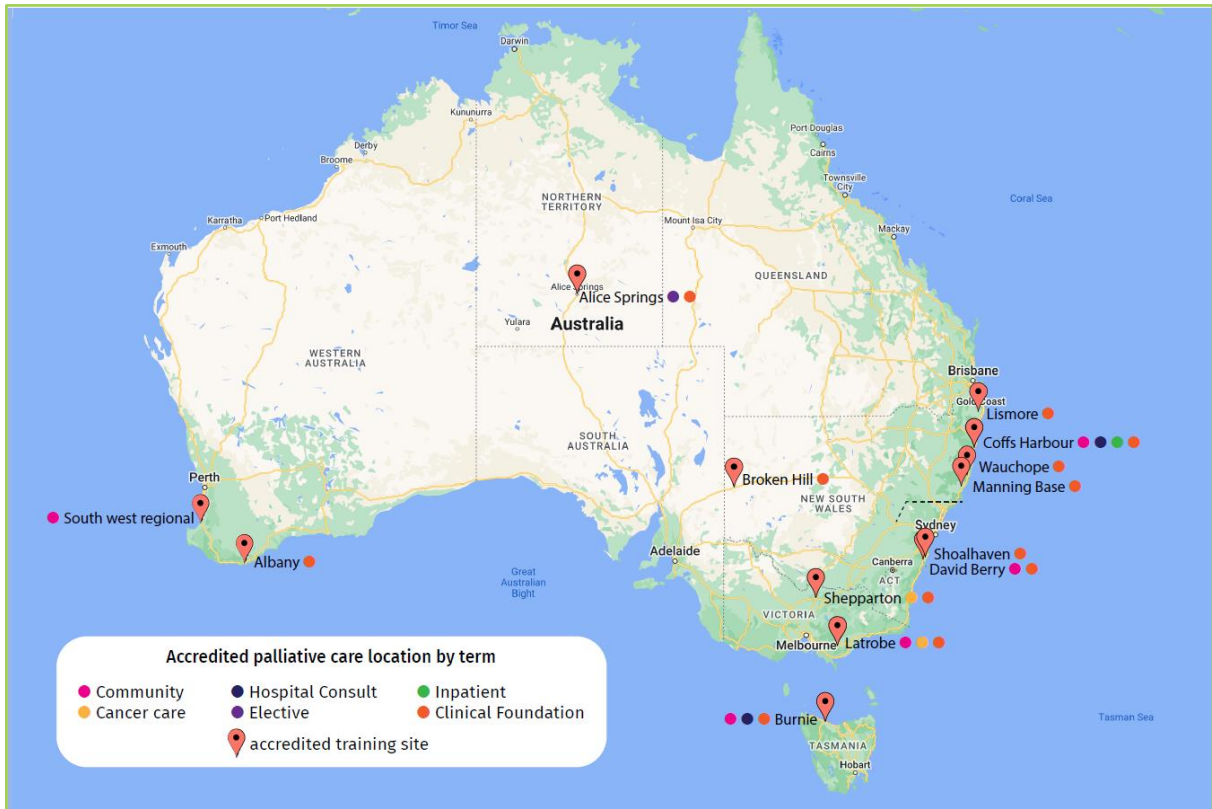 Timor Sea
Darwin
Kununurra
Derby
Broome
Port Hedland
Karratha
Exmouth
Port Douglas
Cairns
Townsville
City
Coral Sea
NORTHERN
TERRITORY
Mount Isa City
Mackay
QUEENSLAND
Alice Springs
Alice Springs
Yulara
Australia
WESTERN
AUSTRALIA
Brisbane
Gold Coast
Lismore
SOUTH
AUSTRALIA
Coffs Harbour
Wauchope
Manning Base
Broken Hill
NEW SOUTH
WALES
Perth
South west regional
Albany
Sydney
Adelaide
Shoalhaven
Canberra
ACT
David Berry
Great
Australian
Bight
Shepparton
VICTORIA
Melbourne
Latrobe
Accredited palliative care location by term
Community Hospital Consult Inpatient
Cancer care Elective Clinical Foundation
accredited training site
Burnie
Tasman Sea
TASMANIA
Hobart